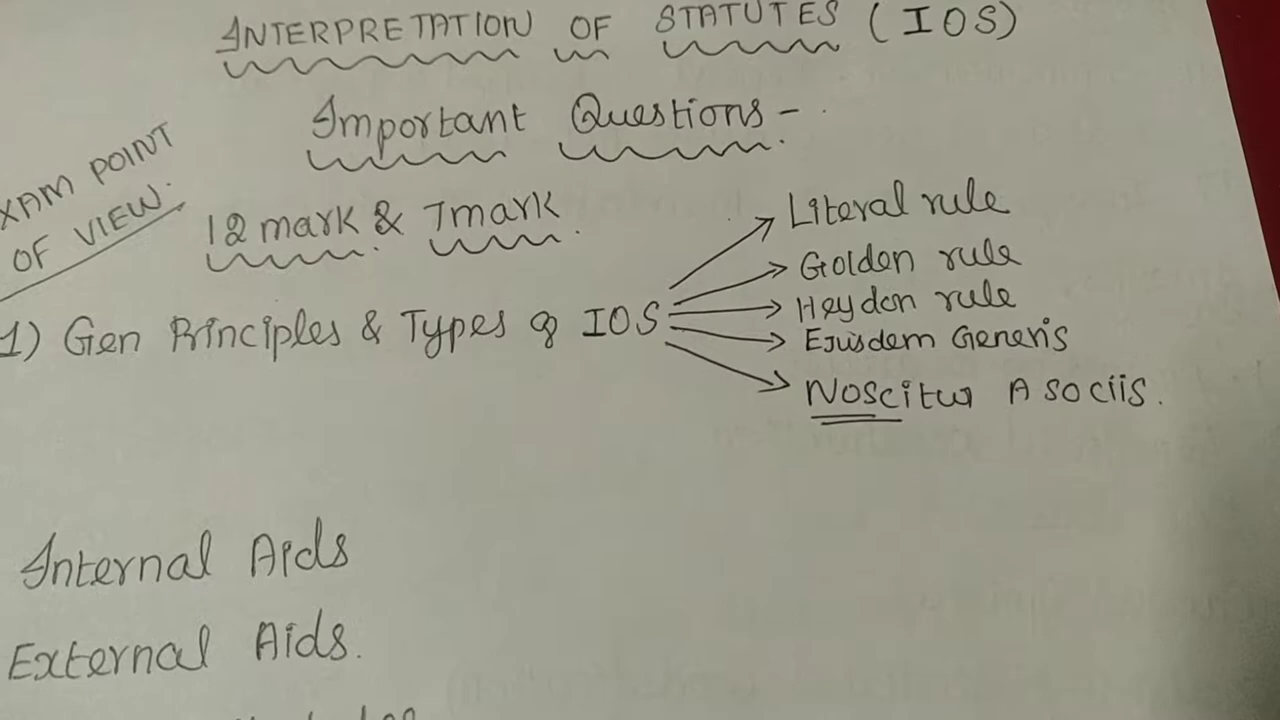 INTERPRETATION OF STATUTES (IOS)
Important Questions -
XAM POINT
OF VIEW.
12 mark & 7mark
1) Gen Principles & Types of IOS
Literal rule
Golden rule
Heydon rule
Ejusdem Generis
Noscitur A sociis.
Internal Aids
External Aids.